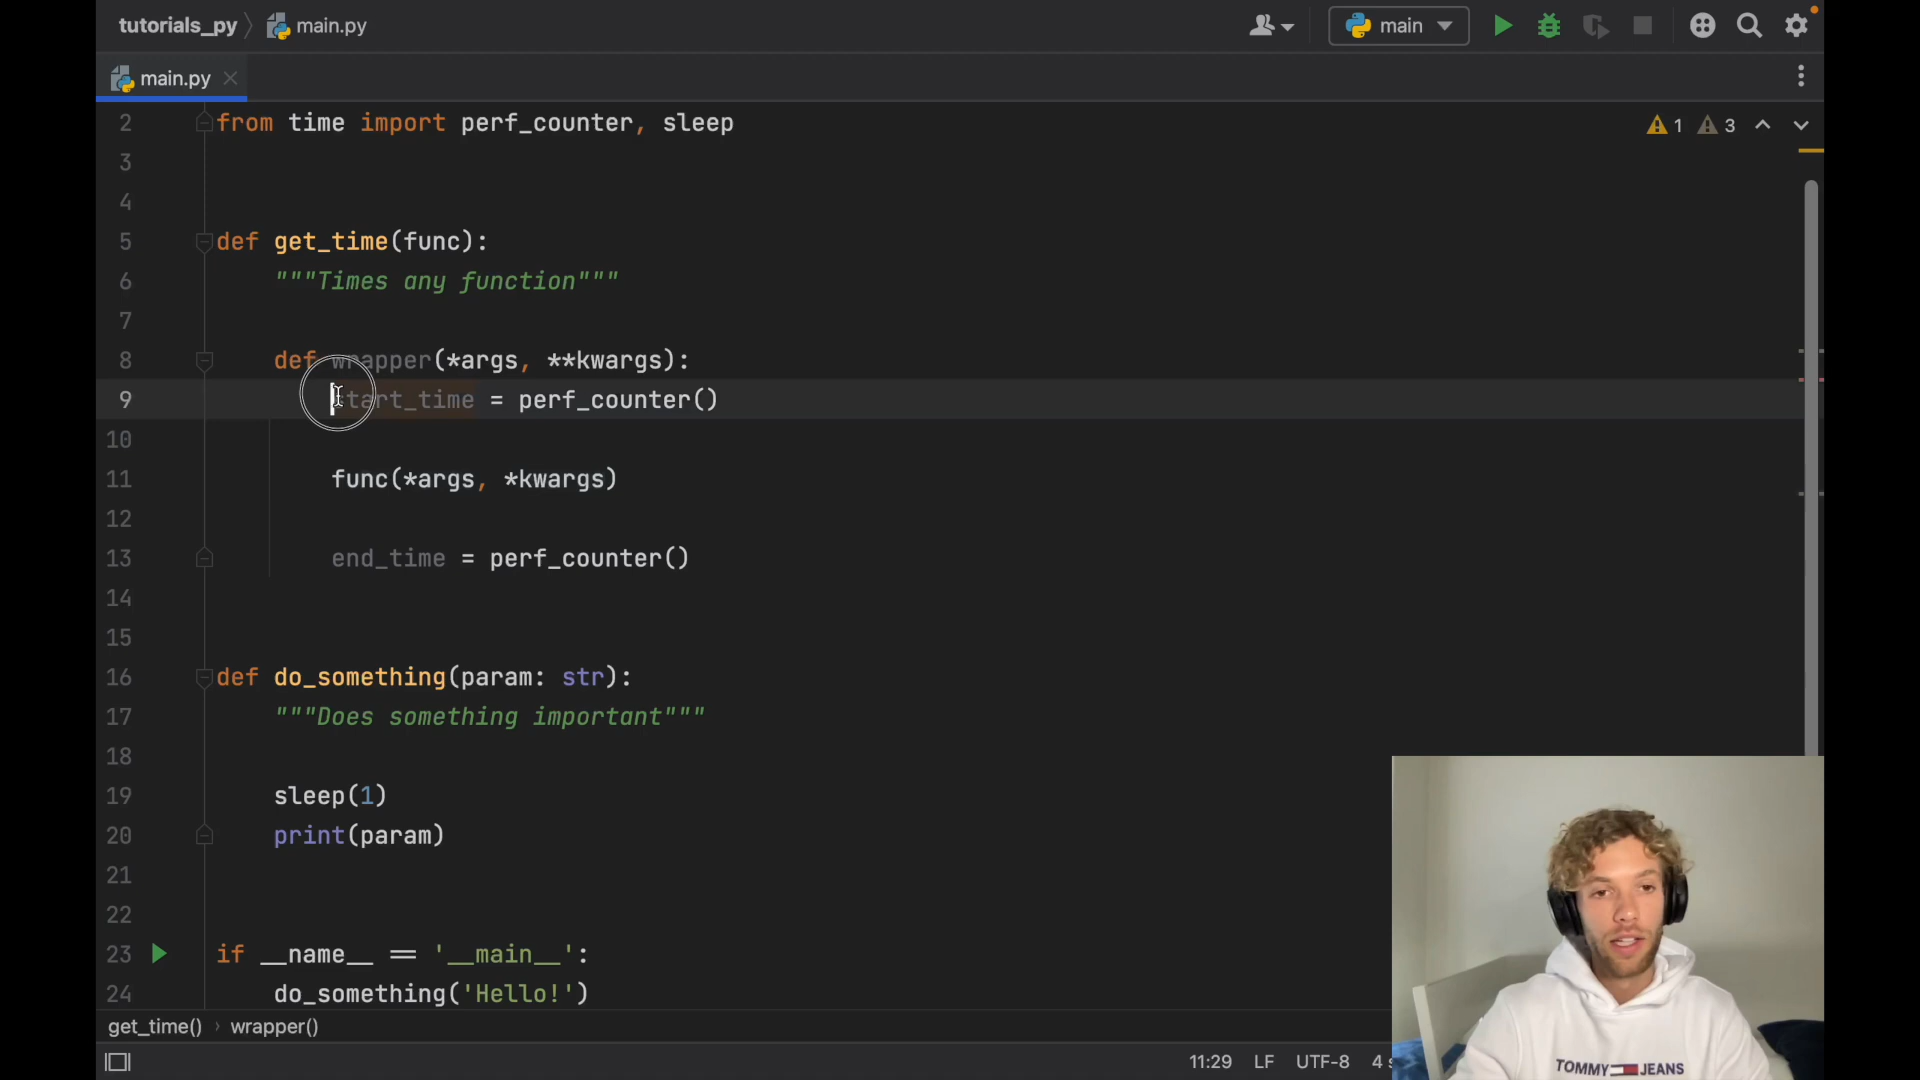 tutorials_py main.py
main
main.py
1 3
2 from time import perf_counter, sleep
3
4
5 def get_time(func):
6 """Times any function"""
7
8 def wrapper(*args, **kwargs):
9 start_time = perf_counter()
10
11 func(*args, *kwargs)
12
13 end_time = perf_counter()
14
15
16 def do_something(param: str):
17 """Does something important"""
18
19 sleep(1)
20 print(param)
21
22
23 if __name__ == '__main__':
24 do_something('Hello!')
get_time() › wrapper()
11:29 LF UTF-8 4
TOMMY JEANS